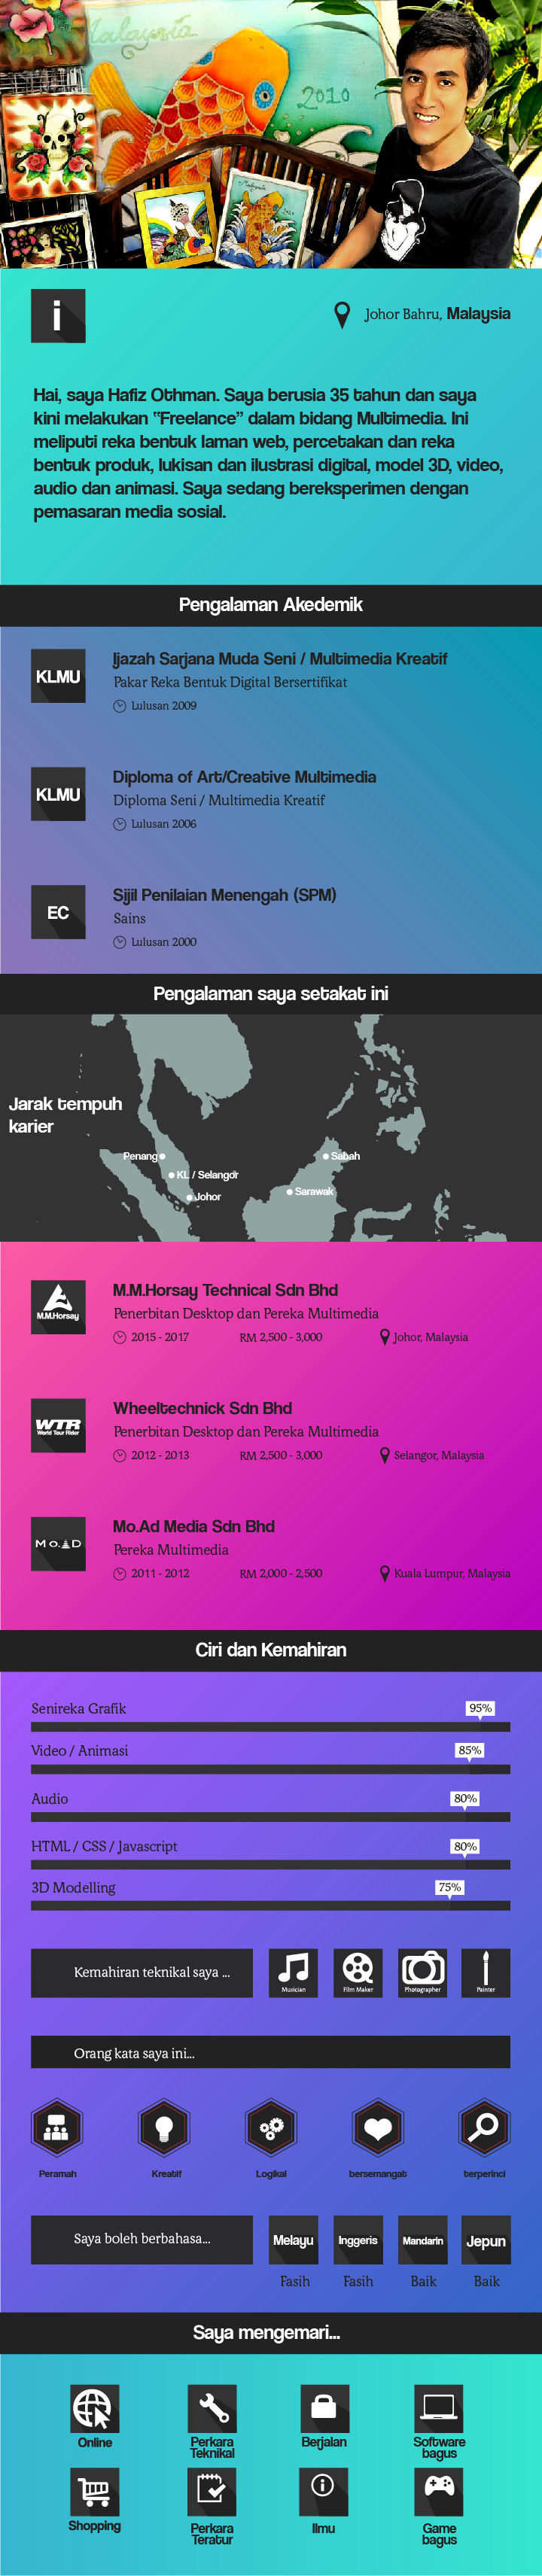 Malaysia
2010
i
Johor Bahru, Malaysia
Hai, saya Hafiz Othman. Saya berusia 35 tahun dan saya
kini melakukan “Freelance” dalam bidang Multimedia. Ini
meliputi reka bentuk laman web, percetakan dan reka
bentuk produk, lukisan dan ilustrasi digital, model 3D, video,
audio dan animasi. Saya sedang bereksperimen dengan
pemasaran media sosial.
Pengalaman Akedemik
KLMU
Ijazah Sarjana Muda Seni / Multimedia Kreatif
Pakar Reka Bentuk Digital Bersertifikat
Lulusan 2009
KLMU
Diploma of Art/Creative Multimedia
Diploma Seni / Multimedia Kreatif
Lulusan 2006
EC
Sijil Penilaian Menengah (SPM)
Sains
Lulusan 2000
Pengalaman saya setakat ini
Jarak tempuh
karier
Penang
KL / Selangor
Johor
Sabah
Sarawak
M.M.Horsay
M.M.Horsay Technical Sdn Bhd
Penerbitan Desktop dan Pereka Multimedia
2015 - 2017 RM 2,500 - 3,000 Johor, Malaysia
WTR
World Tour Rider
Wheeltechnick Sdn Bhd
Penerbitan Desktop dan Pereka Multimedia
2012 - 2013 RM 2,500 - 3,000 Selangor, Malaysia
MO.AD
Mo.Ad Media Sdn Bhd
Pereka Multimedia
2011 - 2012 RM 2,000 - 2,500 Kuala Lumpur, Malaysia
Ciri dan Kemahiran
Senireka Grafik 95%
Video / Animasi 85%
Audio 80%
HTML / CSS / Javascript 80%
3D Modelling 75%
Kemahiran teknikal saya ...
Musician Film Maker Photographer Painter
Orang kata saya ini...
Peramah Kreatif Logikal bersemangat terperinci
Saya boleh berbahasa...
Melayu Inggeris Mandarin Jepun
Fasih Fasih Baik Baik
Saya mengemari...
Online
Perkara
Teknikal
Berjalan
Software
bagus
Shopping
Perkara
Teratur
Ilmu
Game
bagus